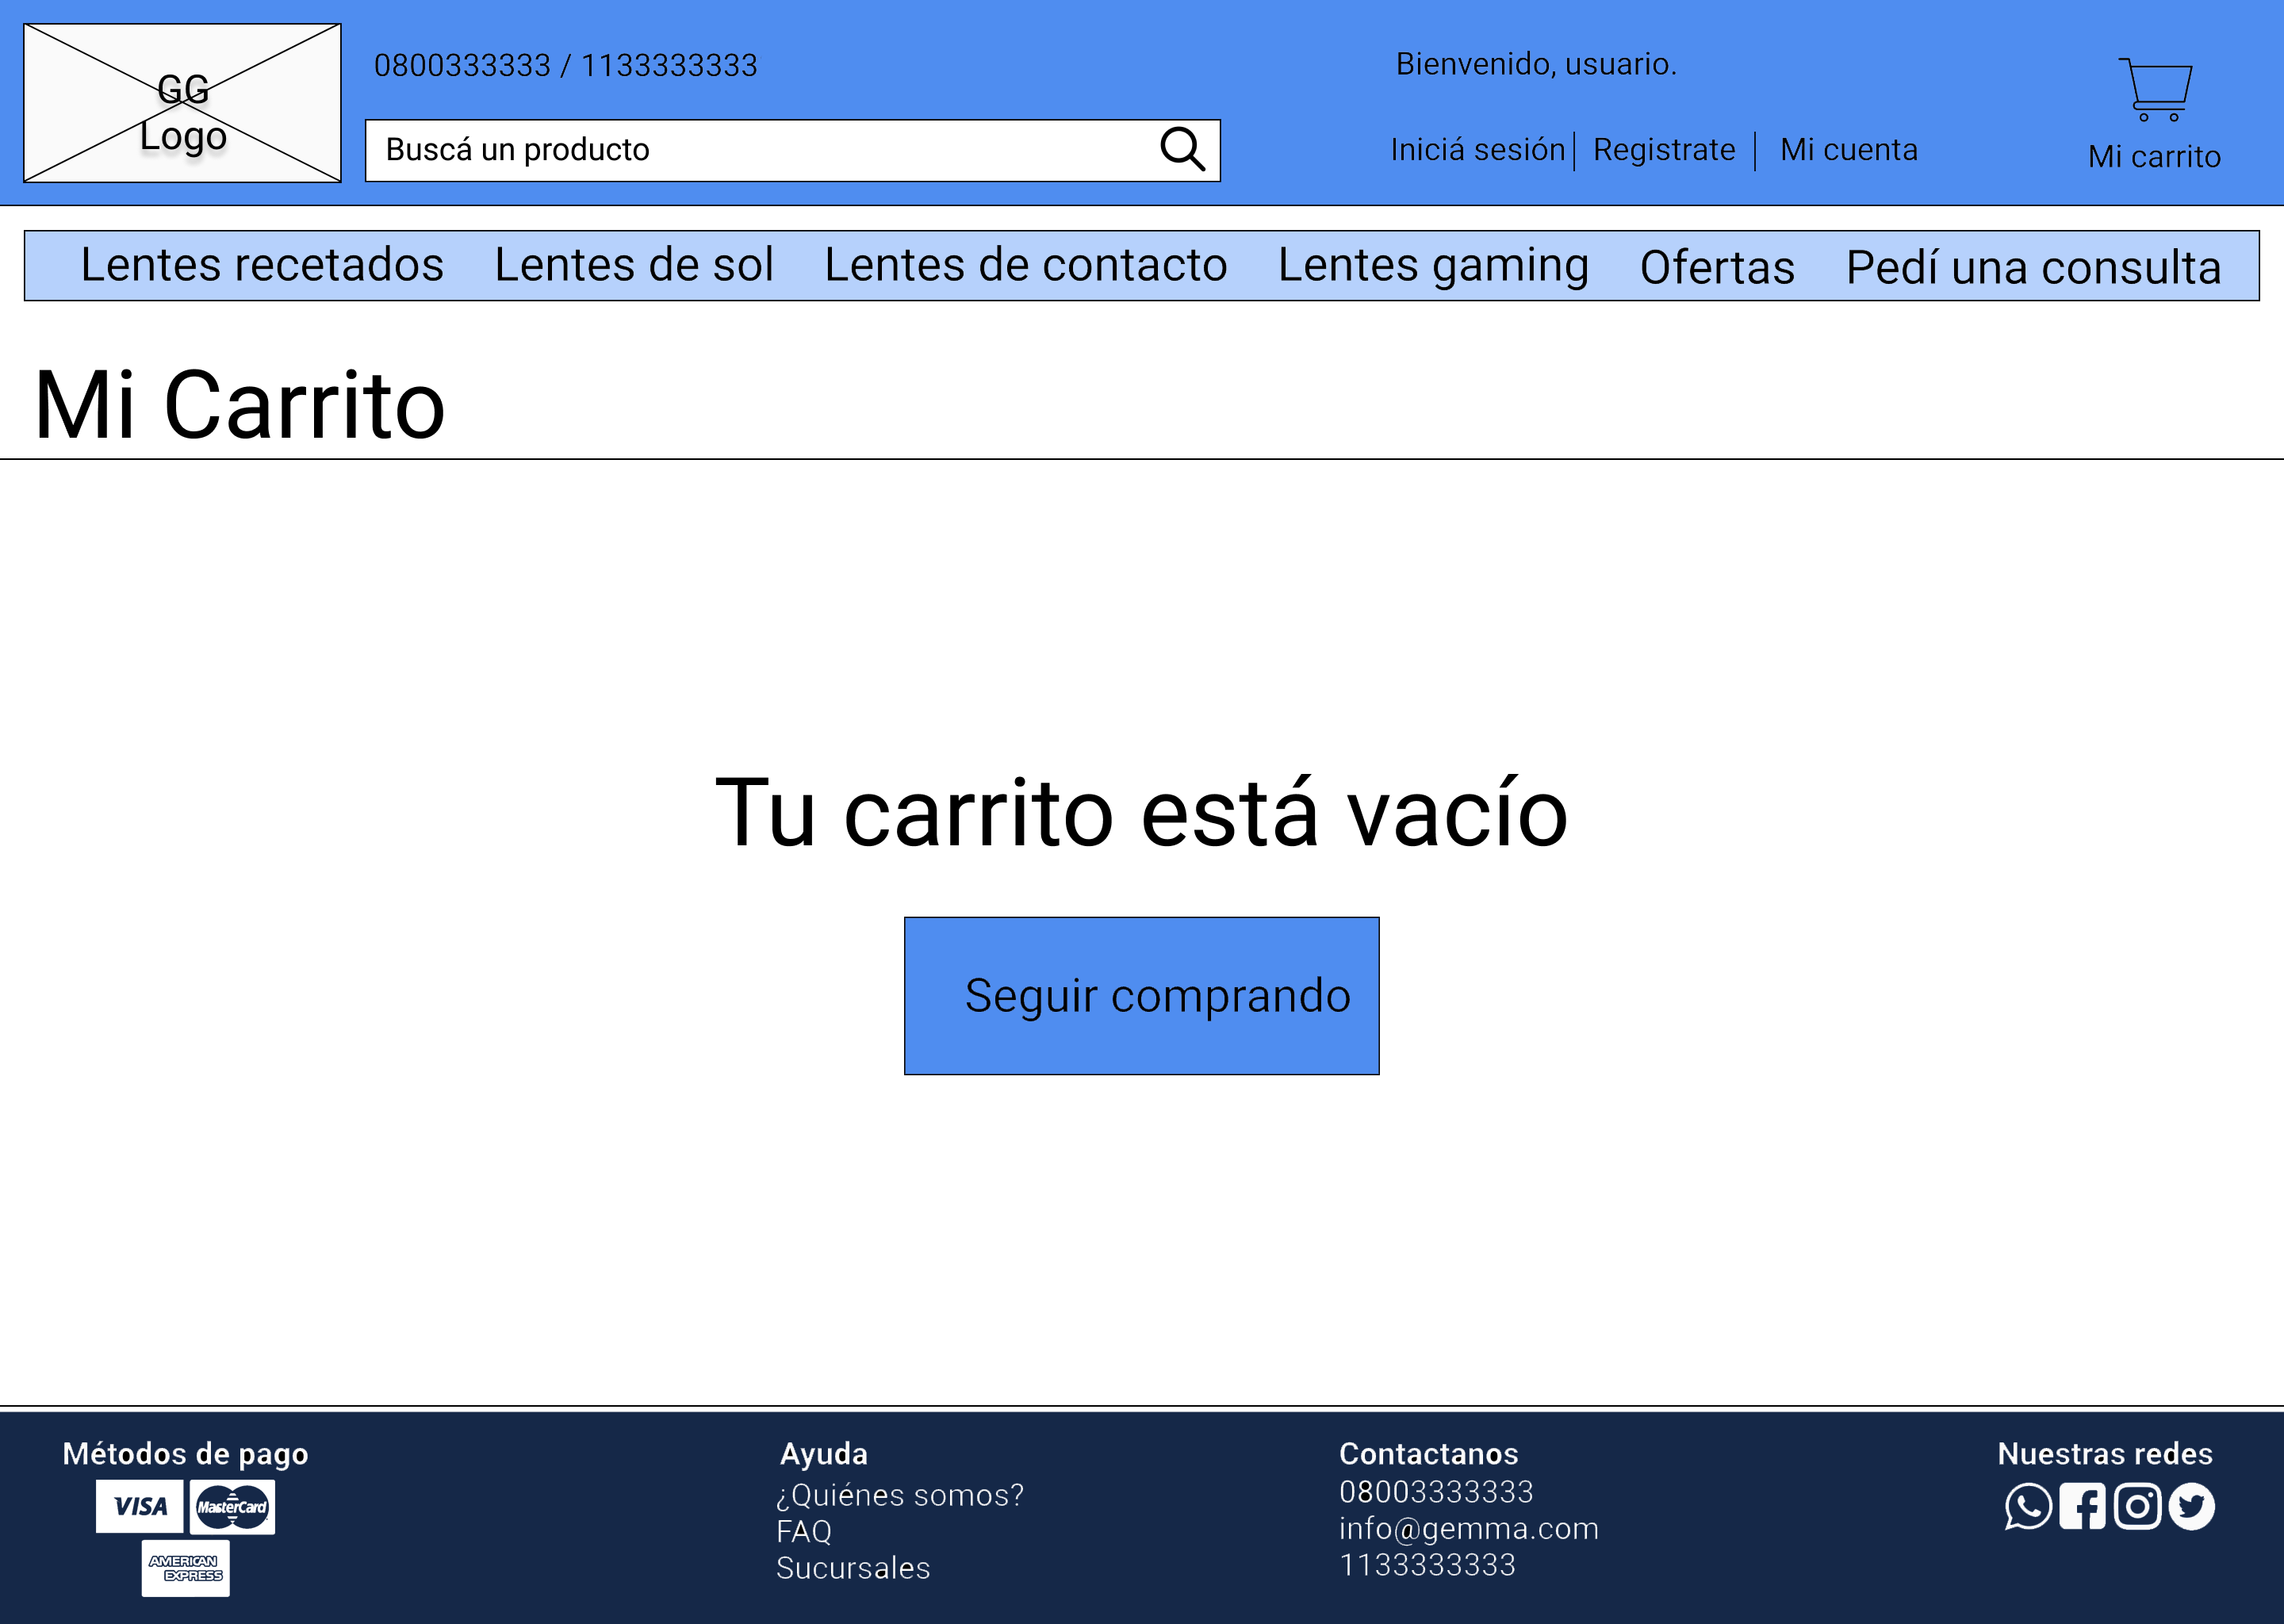 GG
Logo
0800333333 / 1133333333
Buscá un producto
Bienvenido, usuario.
Iniciá sesión Registrate Mi cuenta
Mi carrito
Lentes recetados Lentes de sol Lentes de contacto Lentes gaming Ofertas Pedí una consulta
Mi Carrito
Tu carrito está vacío
Seguir comprando
Métodos de pago
VISA MasterCard
AMERICAN
EXPRESS
Ayuda
¿Quiénes somos?
FAQ
Sucursales
Contactanos
08003333333
info@gemma.com
1133333333
Nuestras redes